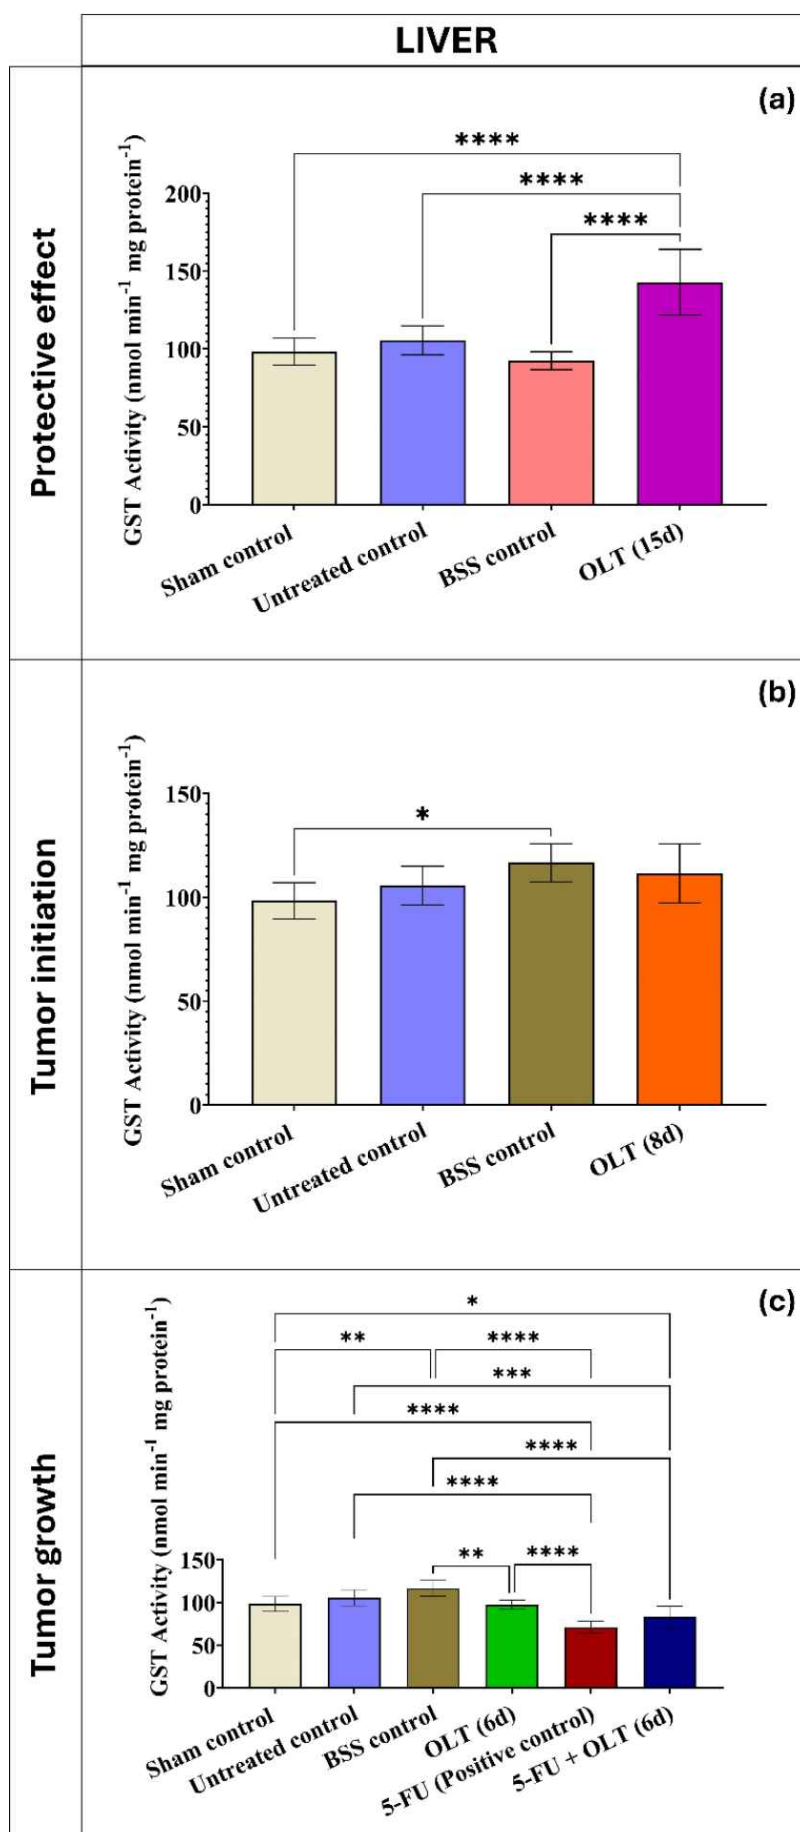 LIVER
Protective effect
(a)
GST Activity (nmol min-1 mg protein-1)
200
150
100
50
0
****
****
****
Sham control
Untreated control
BSS control
OLT (15d)
Tumor initiation
(b)
GST Activity (nmol min-1 mg protein-1)
150
100
50
0
*
Sham control
Untreated control
BSS control
OLT (8d)
Tumor growth
(c)
GST Activity (nmol min-1 mg protein-1)
150
100
50
0
*
** ****
***
****
****
****
** ****
Sham control
Untreated control
BSS control
OLT (6d)
5-FU (Positive control)
5-FU + OLT (6d)